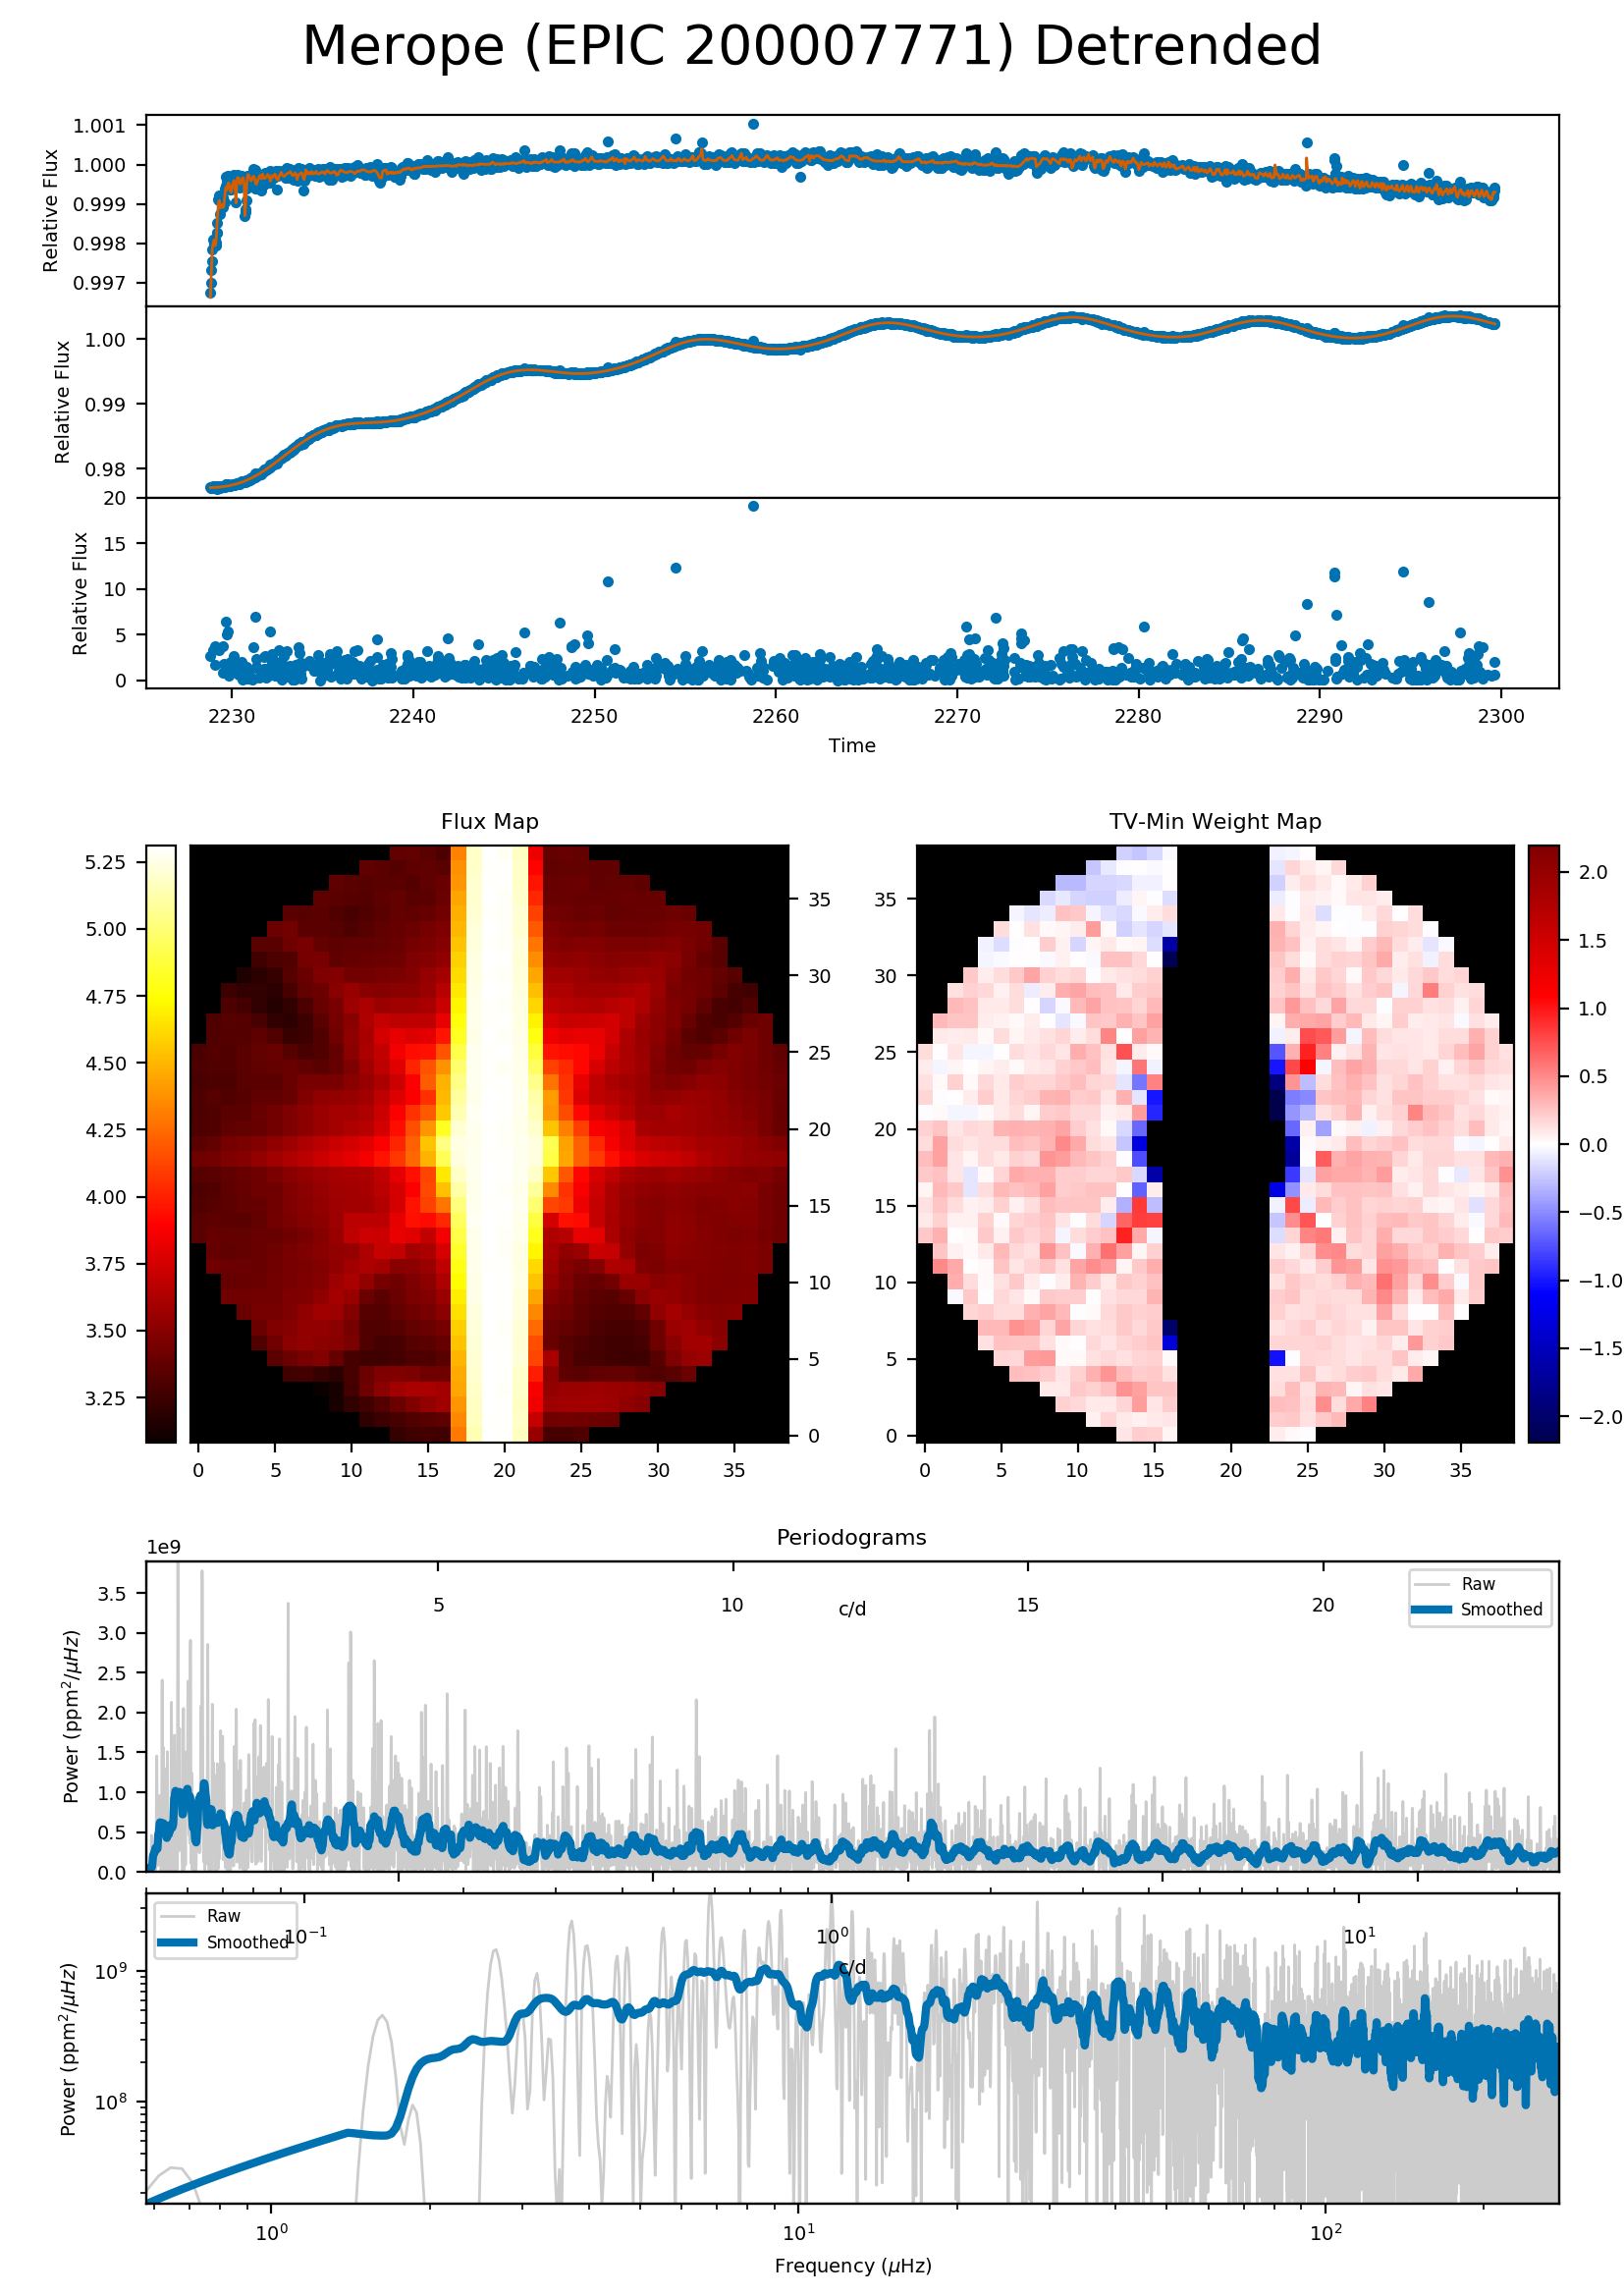 Merope (EPIC 200007771) Detrended
1.001
1.000
0.999
0.998
0.997
Relative Flux
1.00
0.99
0.98
Relative Flux
20
15
10
5
0
Relative Flux
2230 2240 2250 2260 2270 2280 2290 2300
Time
Flux Map
5.25
5.00
4.75
4.50
4.25
4.00
3.75
3.50
3.25
35
30
25
20
15
10
5
0
0 5 10 15 20 25 30 35
TV-Min Weight Map
35
30
25
20
15
10
5
0
0 5 10 15 20 25 30 35
2.0
1.5
1.0
0.5
0.0
−0.5
−1.0
−1.5
−2.0
Periodograms
1e9
3.5
3.0
2.5
2.0
1.5
1.0
0.5
0.0
Power (ppm²/μHz)
5 10 15 20
c/d
Raw
Smoothed
Raw
Smoothed
10⁻¹ 10⁰ 10¹
c/d
10⁹
10⁸
Power (ppm²/μHz)
10⁰ 10¹ 10²
Frequency (μHz)